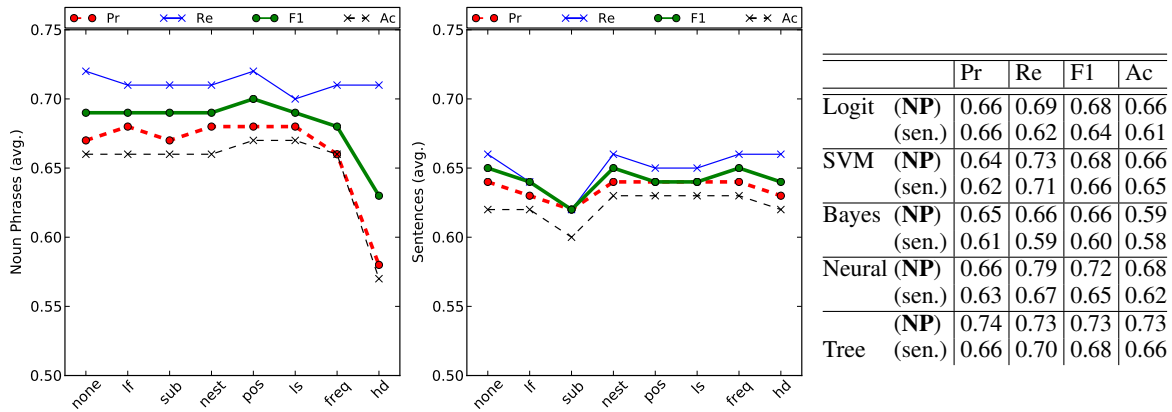 Pr Re F1 Ac
0.75
0.70
0.65
0.60
0.55
0.50
Noun Phrases (avg.)
none lf sub nest pos ls freq hd
Pr Re F1 Ac
0.75
0.70
0.65
0.60
0.55
0.50
Sentences (avg.)
none lf sub nest pos ls freq hd
Pr Re F1 Ac
Logit (NP) 0.66 0.69 0.68 0.66
(sen.) 0.66 0.62 0.64 0.61
SVM (NP) 0.64 0.73 0.68 0.66
(sen.) 0.62 0.71 0.66 0.65
Bayes (NP) 0.65 0.66 0.66 0.59
(sen.) 0.61 0.59 0.60 0.58
Neural (NP) 0.66 0.79 0.72 0.68
(sen.) 0.63 0.67 0.65 0.62
(NP) 0.74 0.73 0.73 0.73
Tree (sen.) 0.66 0.70 0.68 0.66